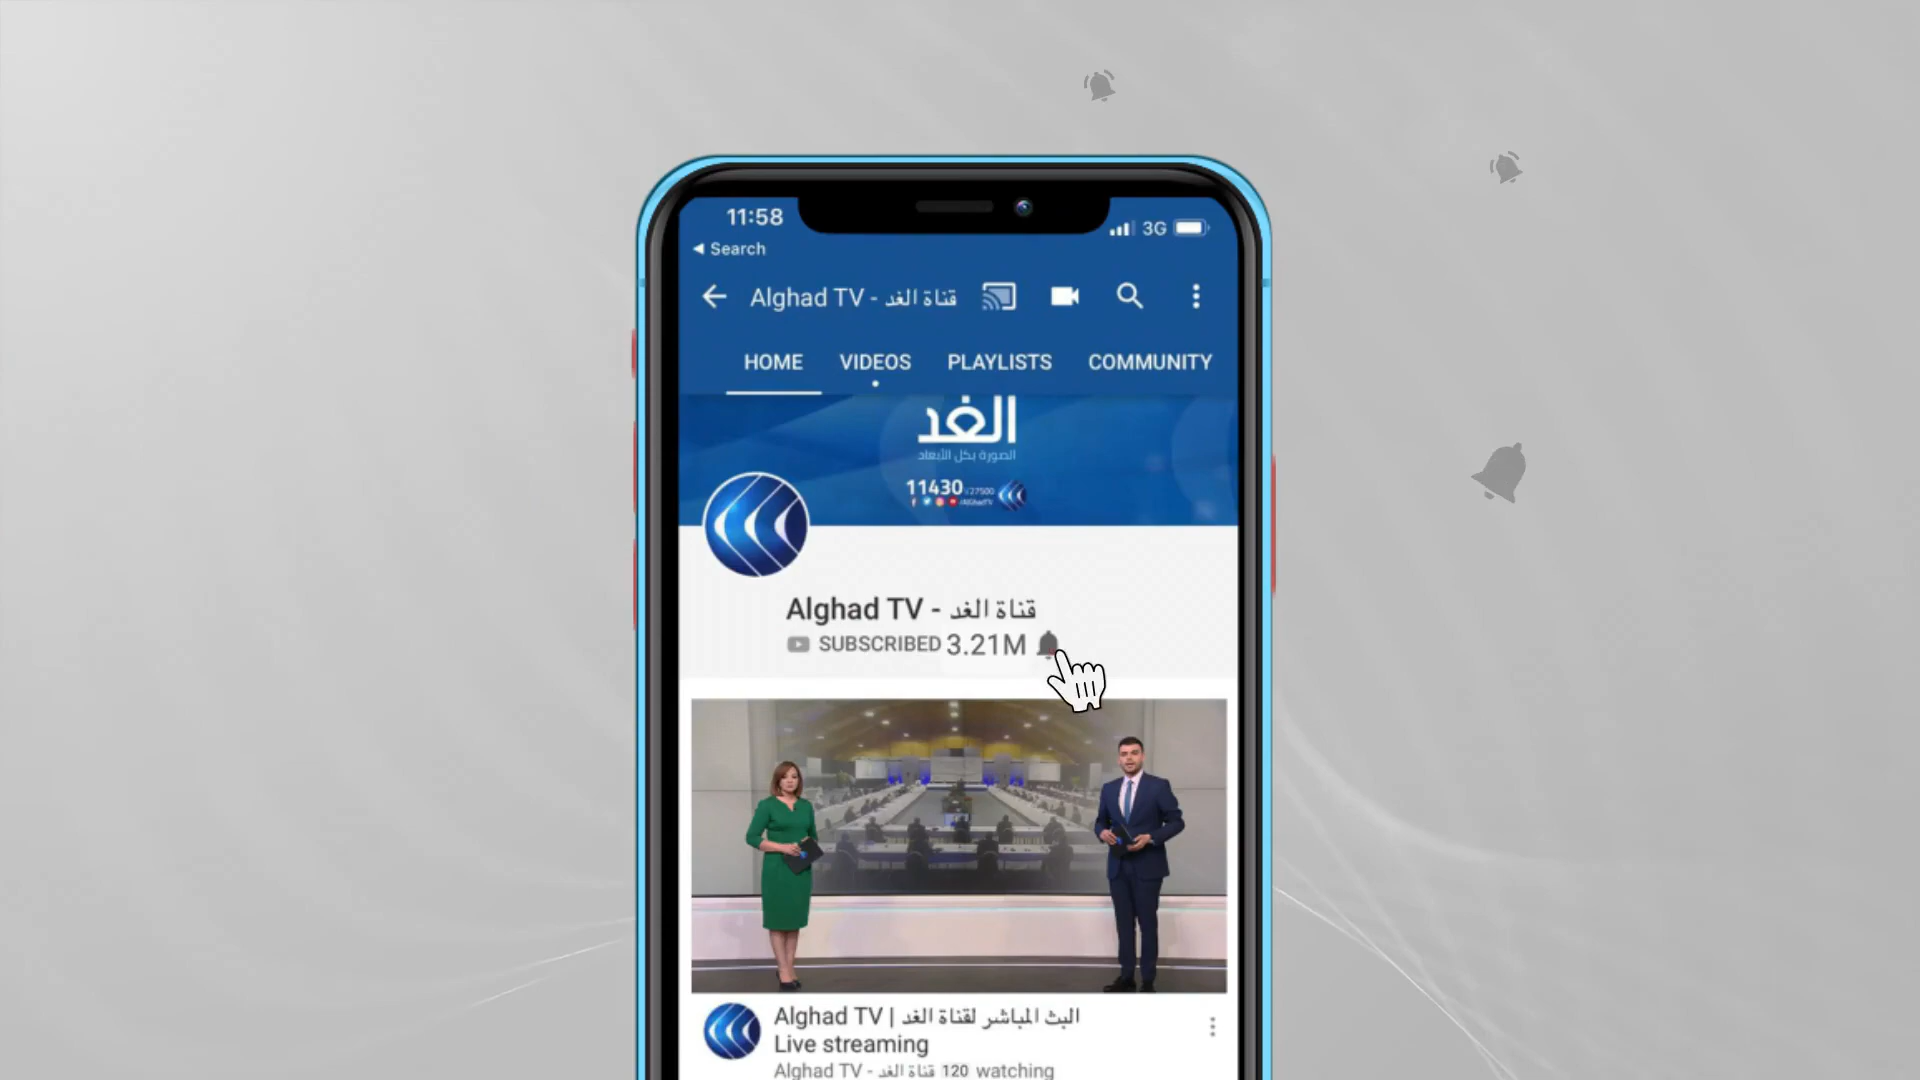 11:58
3G
Search
Alghad TV - قناة الغد
HOME VIDEOS PLAYLISTS COMMUNITY
الغد
الصورة بكل الأبعاد
11430 27500
/AlGhadTV
Alghad TV - قناة الغد
SUBSCRIBED 3.21M
Alghad TV | البث المباشر لقناة الغد
Live streaming
Alghad TV - قناة الغد 120 watching